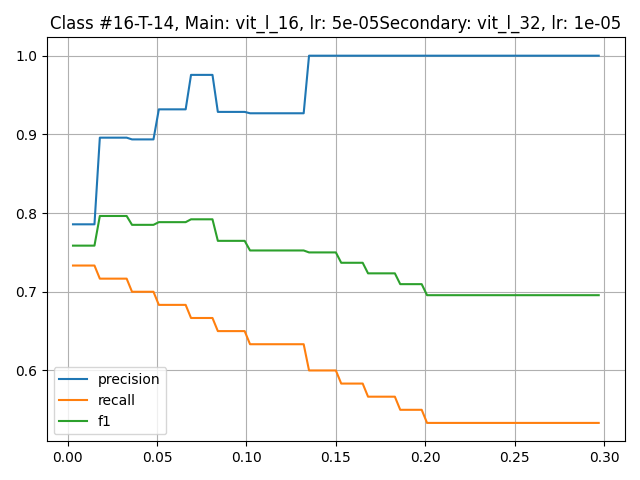 Class #16-T-14, Main: vit_l_16, lr: 5e-05Secondary: vit_l_32, lr: 1e-05
1.0
0.9
0.8
0.7
0.6
precision
recall
f1
0.00 0.05 0.10 0.15 0.20 0.25 0.30